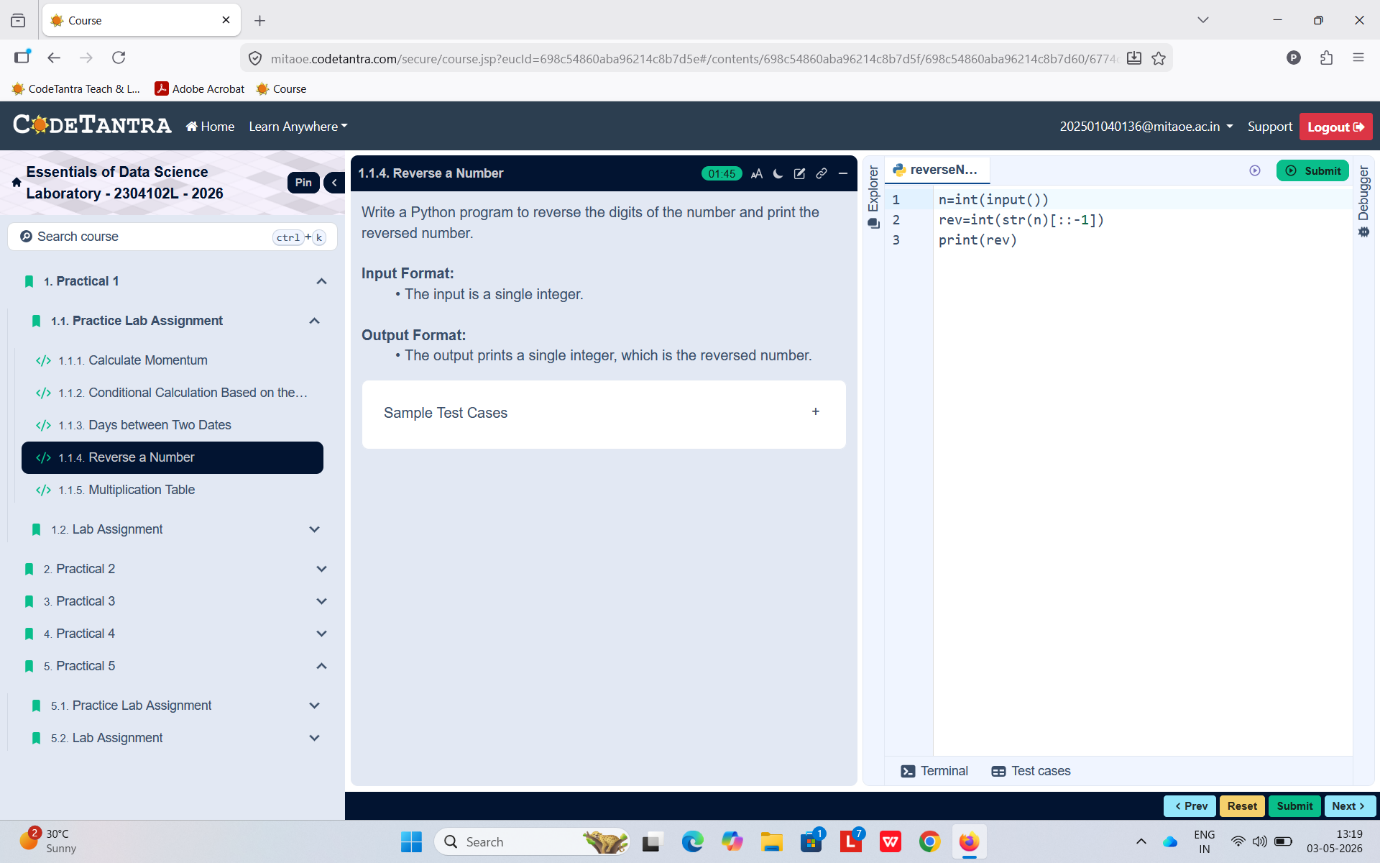 Course
mitaoe.codetantra.com/secure/course.jsp?eucId=698c54860aba96214c8b7d5e#/contents/698c54860aba96214c8b7d5f/698c54860aba96214c8b7d60/6774
P
CodeTantra Teach & L...
Adobe Acrobat
Course
CODETANTRA
Home
Learn Anywhere
202501040136@mitaoe.ac.in
Support
Logout
Essentials of Data Science
Laboratory - 2304102L - 2026
Pin
Search course
ctrl + k
1. Practical 1
1.1. Practice Lab Assignment
1.1.1. Calculate Momentum
1.1.2. Conditional Calculation Based on the...
1.1.3. Days between Two Dates
1.1.4. Reverse a Number
1.1.5. Multiplication Table
1.2. Lab Assignment
2. Practical 2
3. Practical 3
4. Practical 4
5. Practical 5
5.1. Practice Lab Assignment
5.2. Lab Assignment
1.1.4. Reverse a Number
01:45
AA
Write a Python program to reverse the digits of the number and print the
reversed number.
Input Format:
• The input is a single integer.
Output Format:
• The output prints a single integer, which is the reversed number.
Sample Test Cases
+
Explorer
reverseN...
Submit
Debugger
1 n=int(input())
2 rev=int(str(n)[::-1])
3 print(rev)
Terminal
Test cases
< Prev
Reset
Submit
Next >
2
30°C
Sunny
Search
1
L
7
W
ENG
IN
13:19
03-05-2026